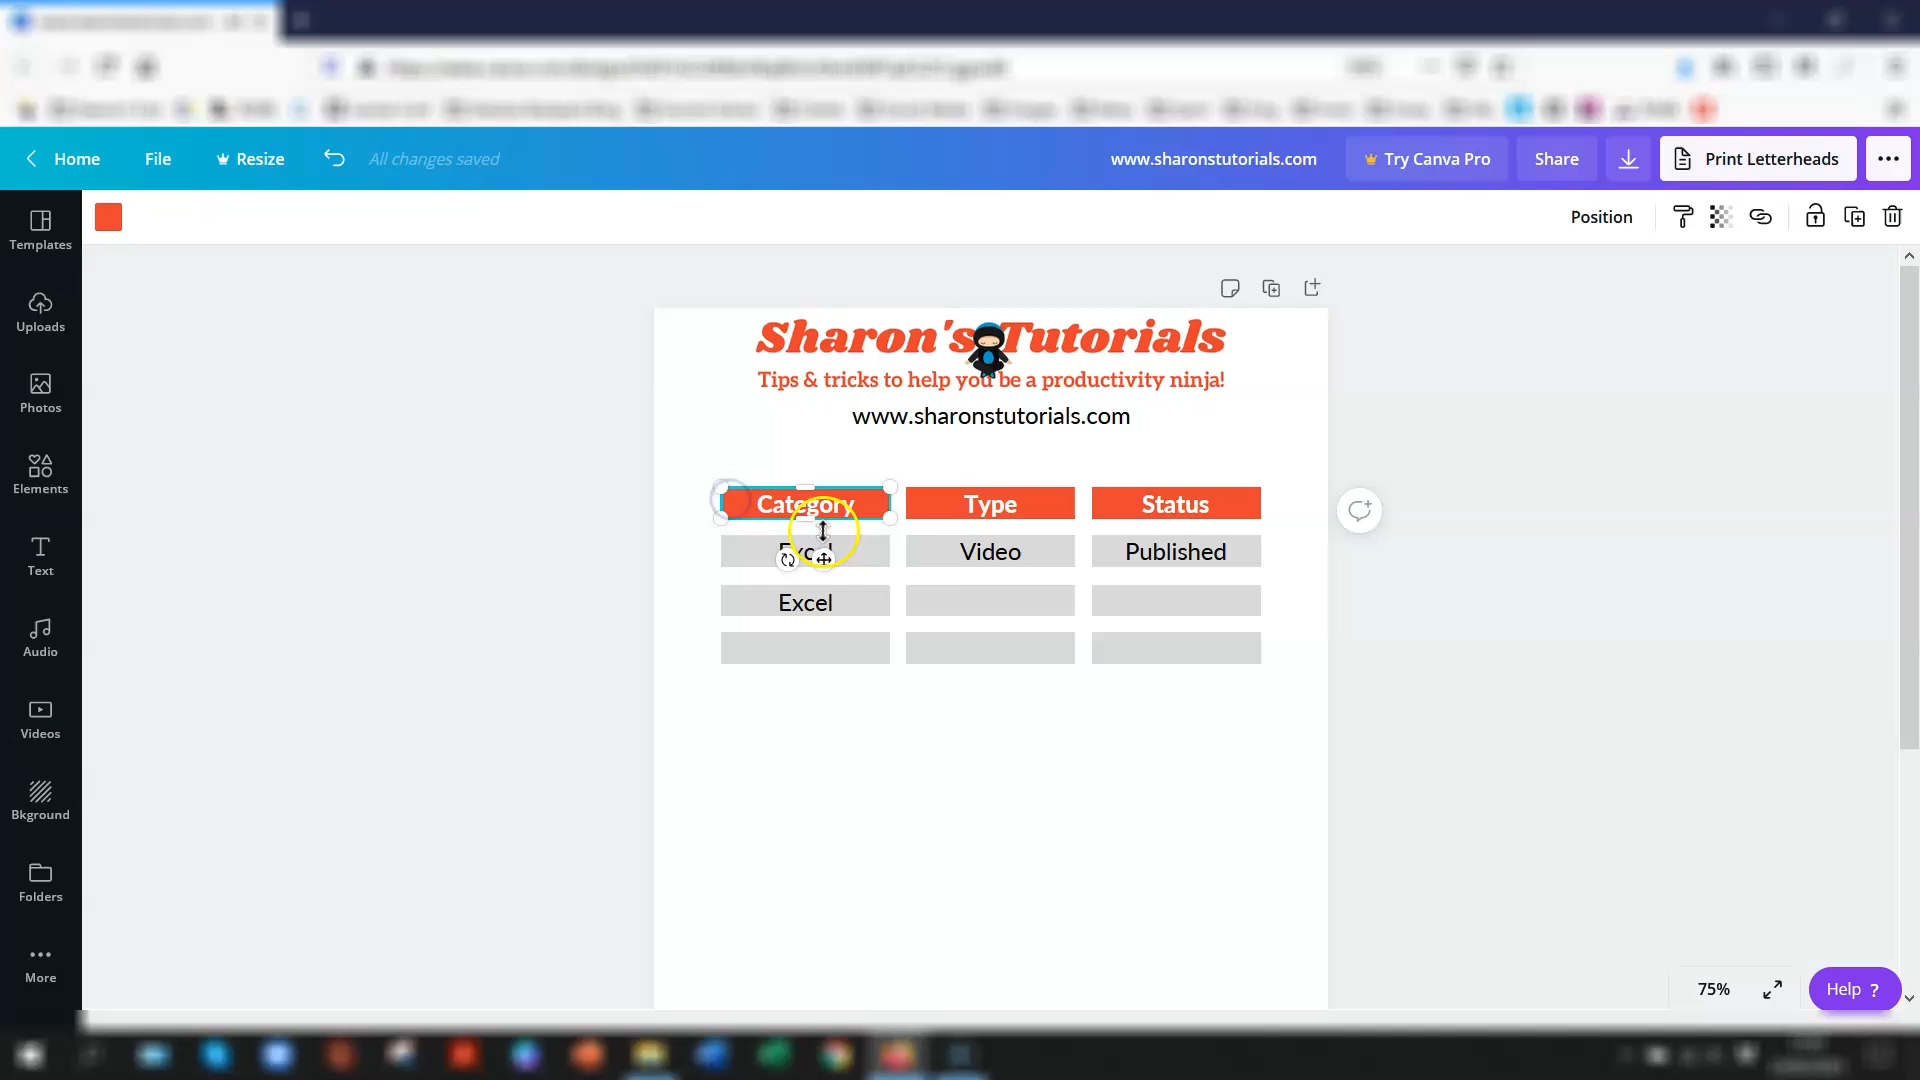 Home File Resize All changes saved www.sharonstutorials.com Try Canva Pro Share Print Letterheads
Position
Templates
Uploads
Photos
Elements
Text
Audio
Videos
Bkground
Folders
More
Sharon's Tutorials
Tips & tricks to help you be a productivity ninja!
www.sharonstutorials.com
Category Type Status
Excel Video Published
Excel
75% Help ?